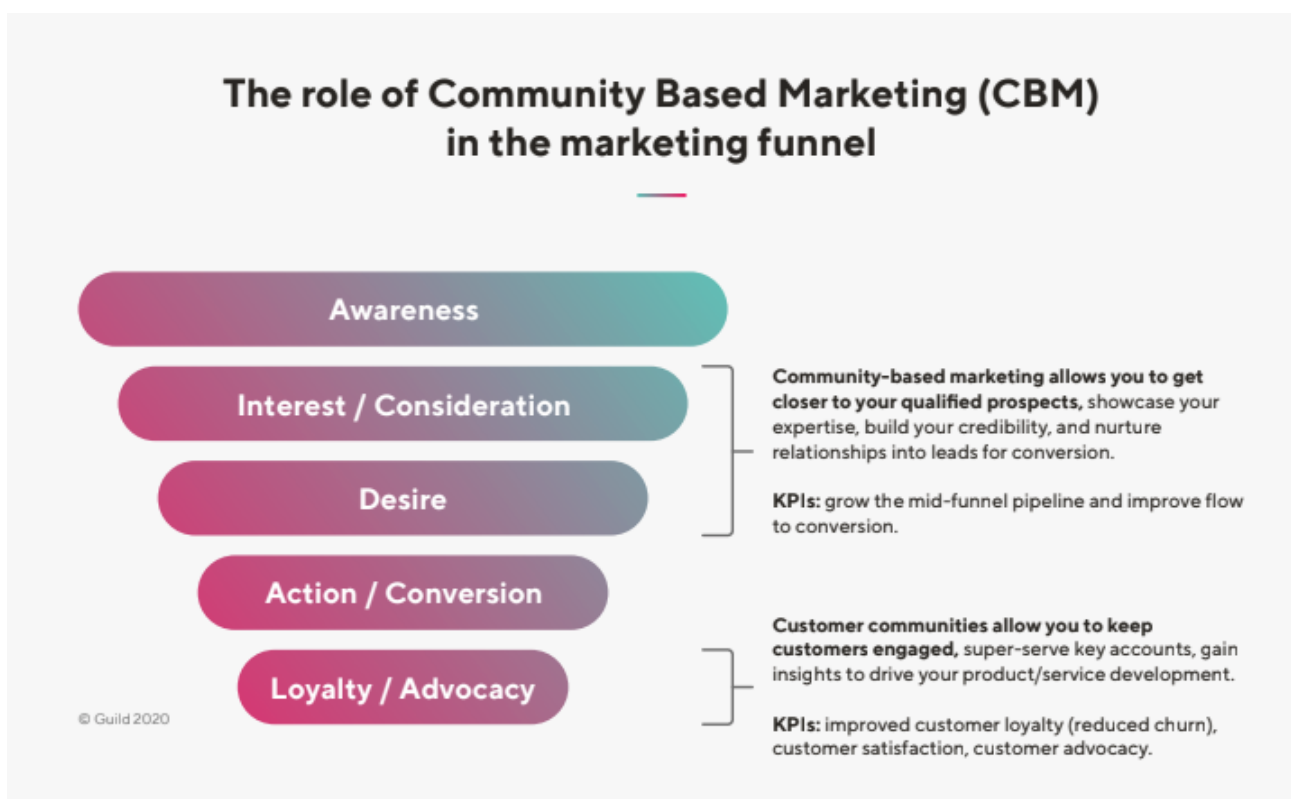 The role of Community Based Marketing (CBM)
in the marketing funnel
Awareness
Interest / Consideration
Desire
Action / Conversion
Loyalty / Advocacy
Community-based marketing allows you to get
closer to your qualified prospects, showcase your
expertise, build your credibility, and nurture
relationships into leads for conversion.
KPIs: grow the mid-funnel pipeline and improve flow
to conversion.
Customer communities allow you to keep
customers engaged, super-serve key accounts, gain
insights to drive your product/service development.
KPIs: improved customer loyalty (reduced churn),
customer satisfaction, customer advocacy.
© Guild 2020